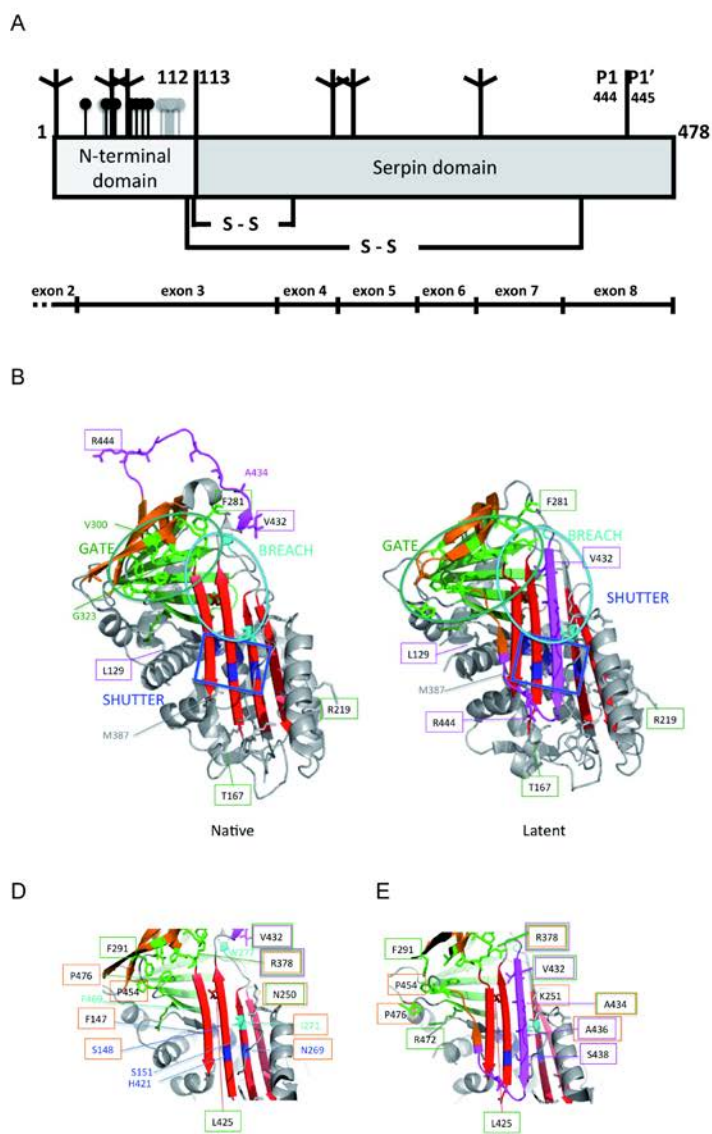 A
112 113
P1 P1'
444 445
1
478
N-terminal
domain
Serpin domain
S - S
S - S
exon 2 exon 3 exon 4 exon 5 exon 6 exon 7 exon 8
B
R444
A434
F281
V432
V300
GATE
BREACH
G323
L129
SHUTTER
M387
R219
T167
Native
F281
GATE
BREACH
V432
SHUTTER
L129
M387
R444
R219
T167
Latent
D
V432
F291
R378
P476
P454
N250
F147
I271
S148
N269
S151
H421
L425
E
R378
F291
V432
P454
K251
A434
P476
A436
R472
S438
L425